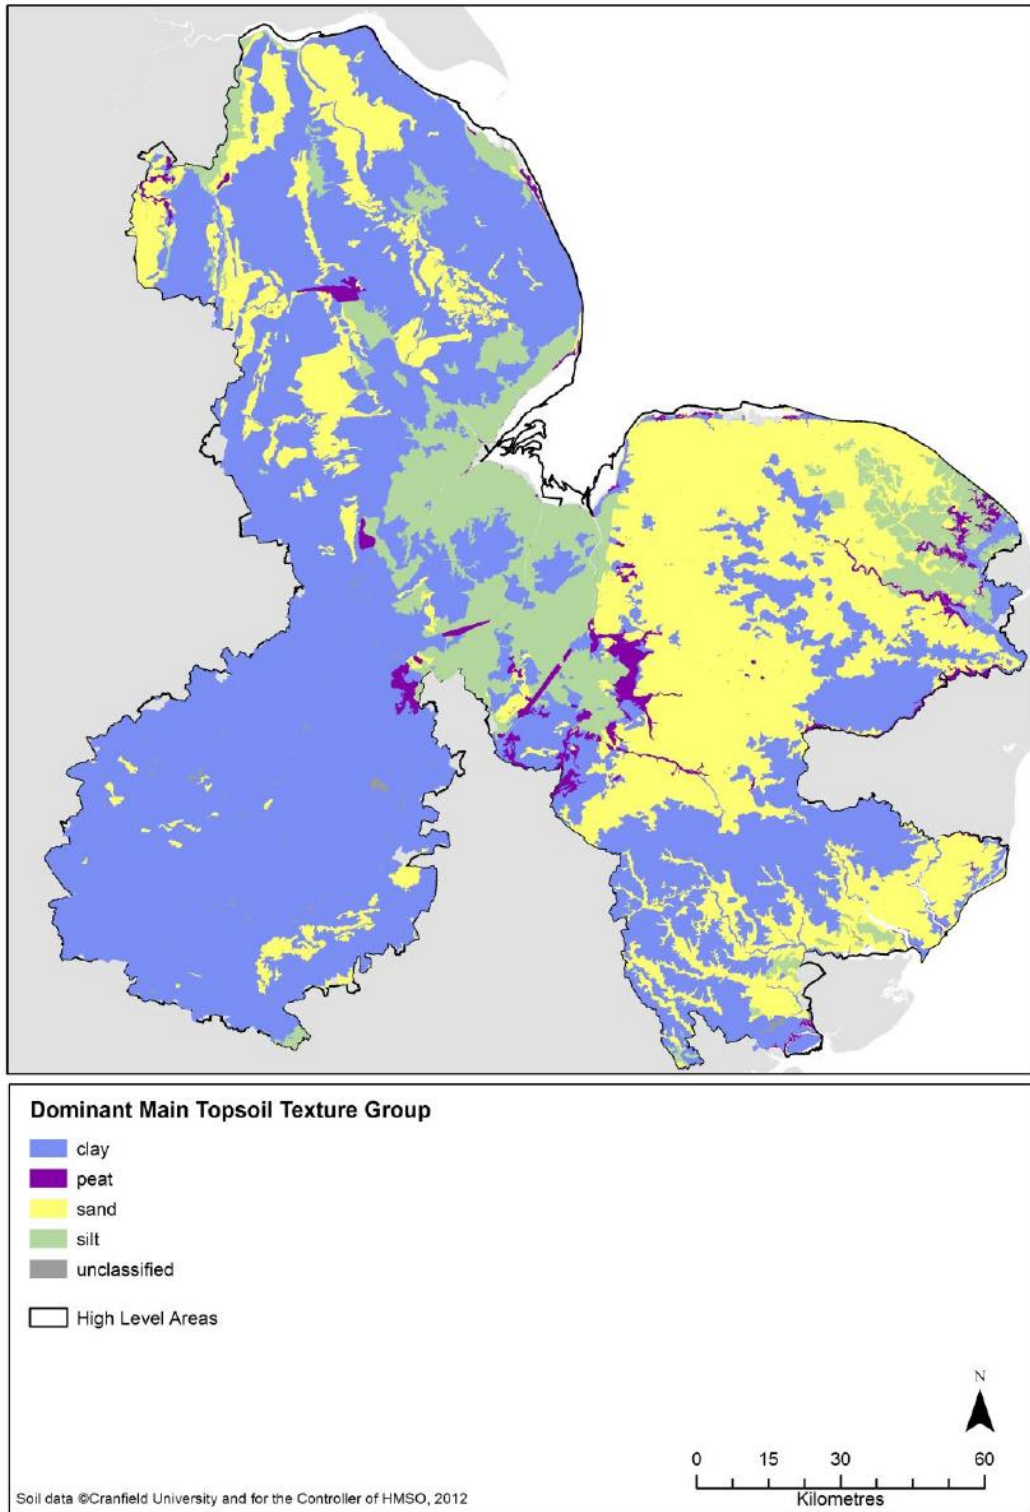 Dominant Main Topsoil Texture Group
clay
peat
sand
silt
unclassified
High Level Areas
N
0 15 30 60
Kilometres
Soil data ©Cranfield University and for the Controller of HMSO, 2012